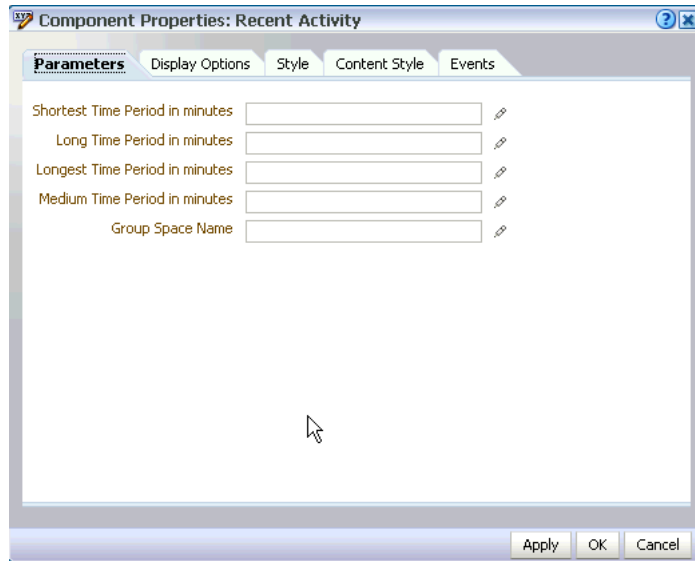 Component Properties: Recent Activity
Parameters Display Options Style Content Style Events
Shortest Time Period in minutes
Long Time Period in minutes
Longest Time Period in minutes
Medium Time Period in minutes
Group Space Name
Apply OK Cancel